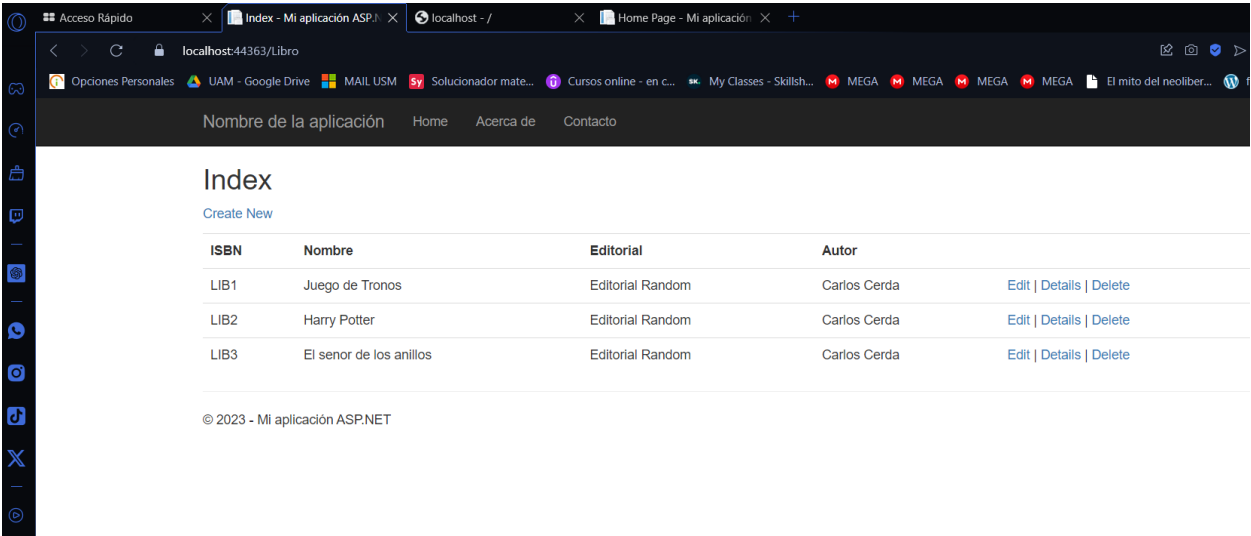 Acceso Rápido Index - Mi aplicación ASP.N localhost - / Home Page - Mi aplicación
localhost:44363/Libro
Opciones Personales UAM - Google Drive MAIL USM Sy Solucionador mate... Cursos online - en c... SK. My Classes - Skillsh... M MEGA M MEGA M MEGA M MEGA El mito del neoliber... f
Nombre de la aplicación Home Acerca de Contacto
Index
Create New
ISBN Nombre Editorial Autor
LIB1 Juego de Tronos Editorial Random Carlos Cerda Edit | Details | Delete
LIB2 Harry Potter Editorial Random Carlos Cerda Edit | Details | Delete
LIB3 El senor de los anillos Editorial Random Carlos Cerda Edit | Details | Delete
© 2023 - Mi aplicación ASP.NET